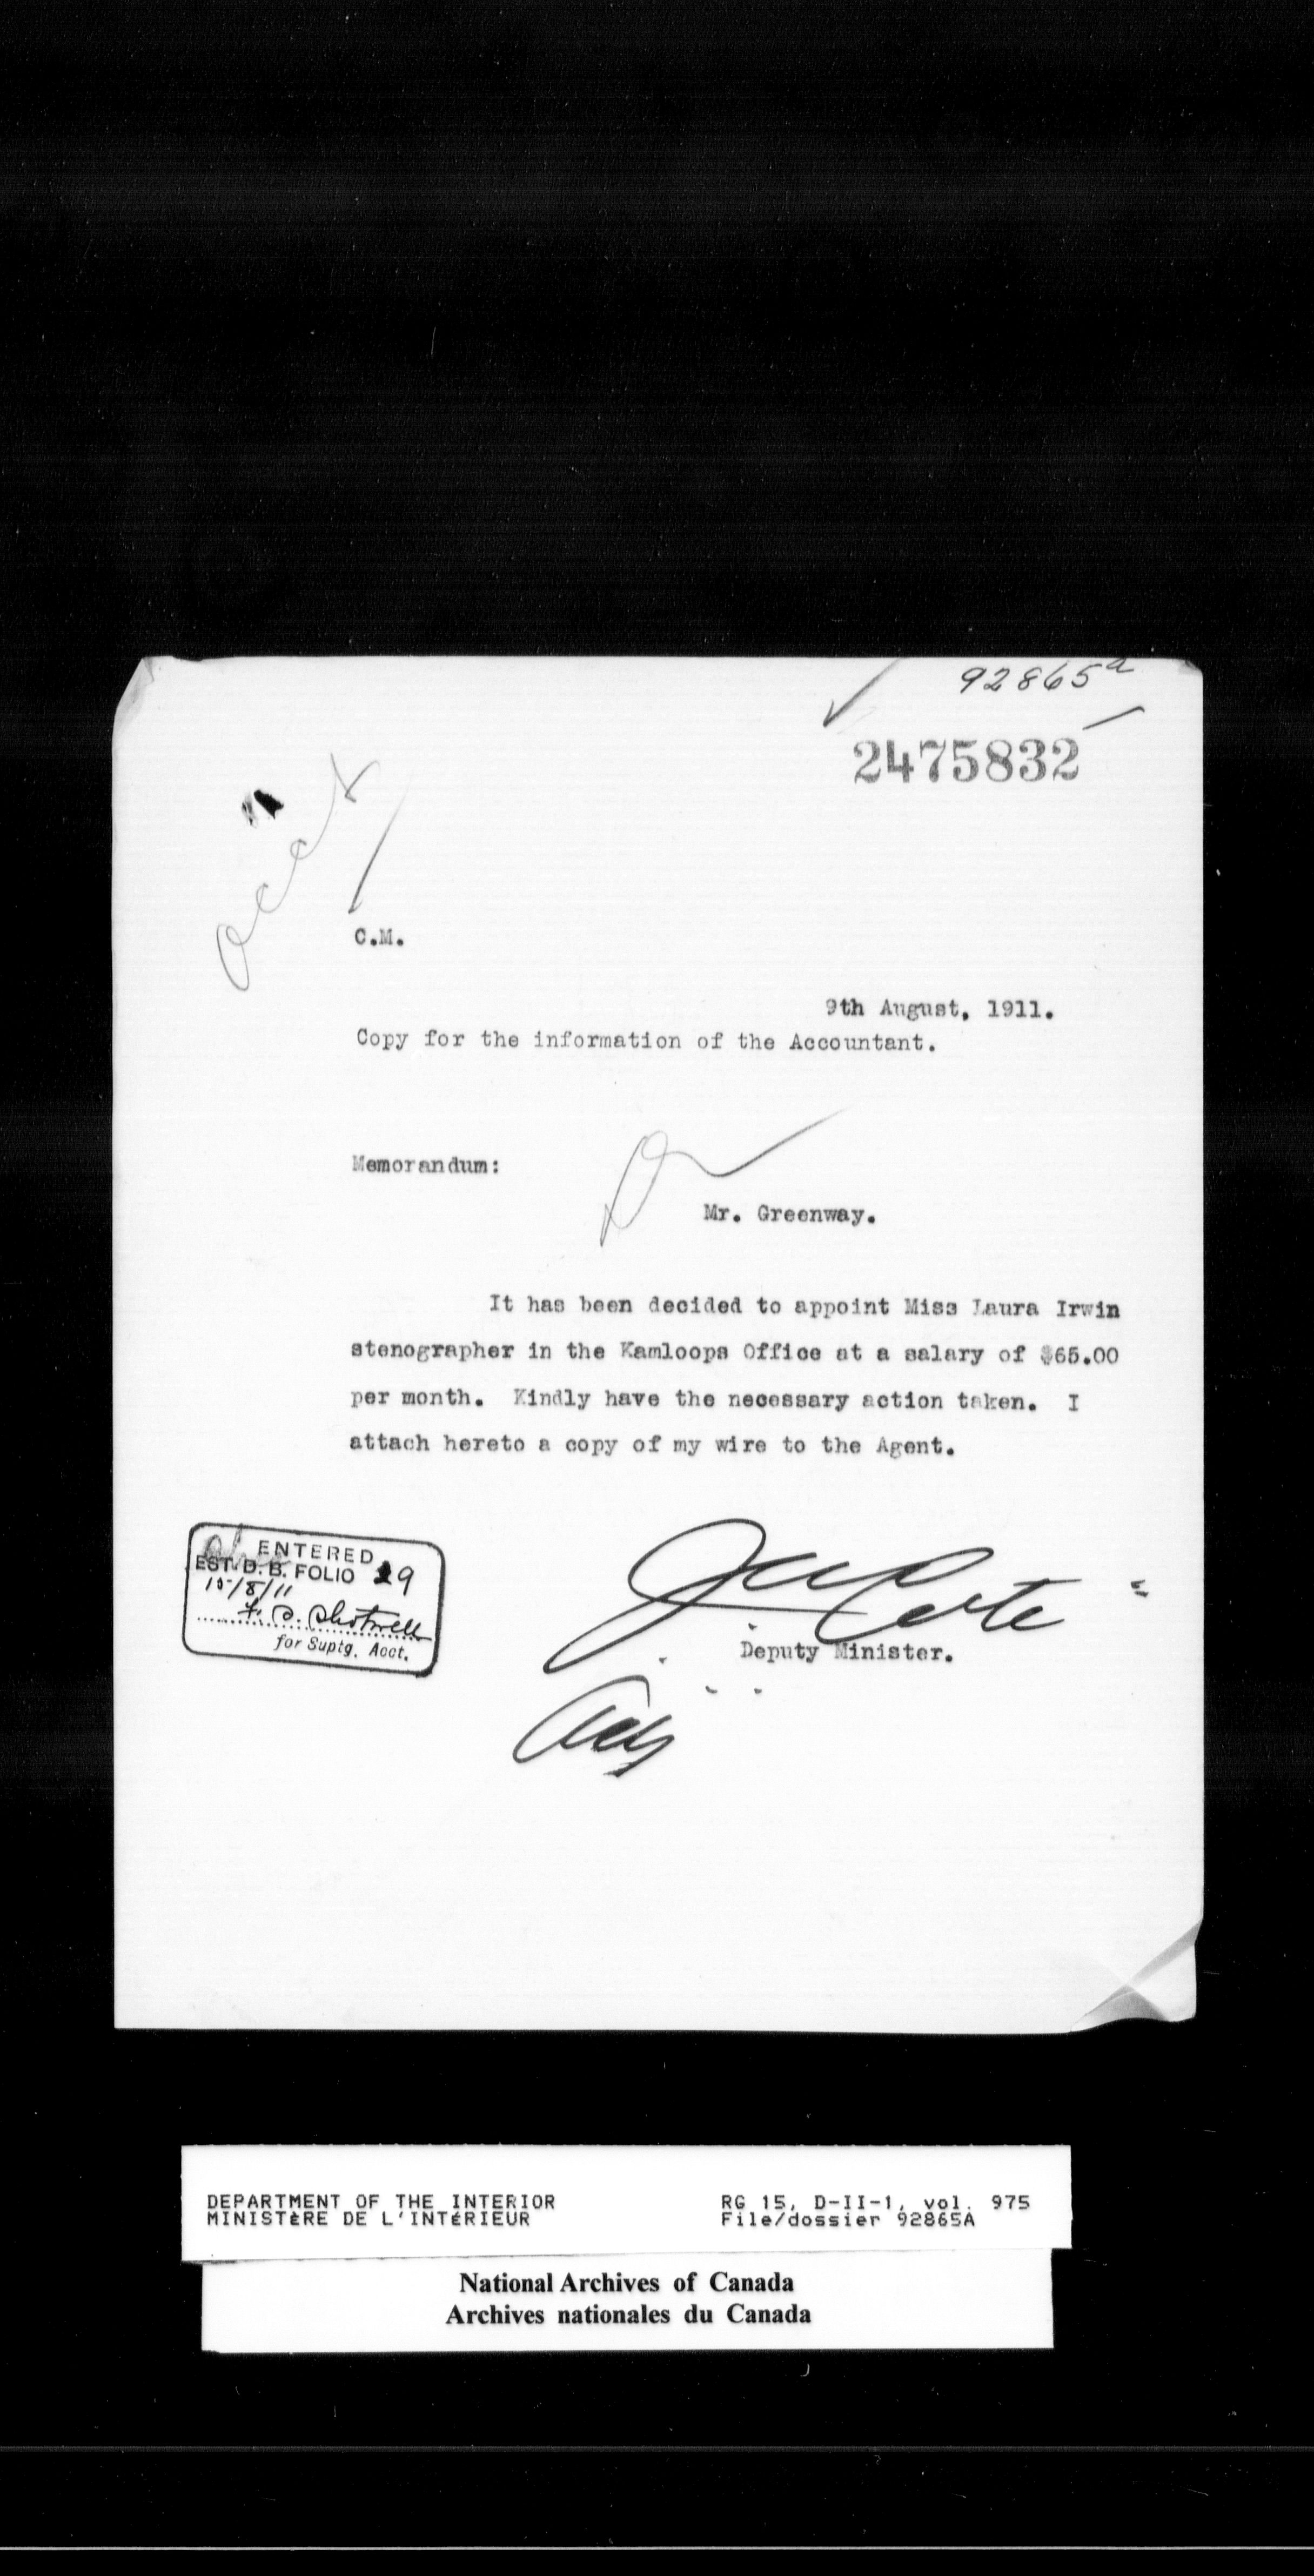 92865a
2475832
Acct
C.M.
9th August, 1911.
Copy for the information of the Accountant.
Memorandum:
Mr. Greenway.
It has been decided to appoint Miss Laura Irwin
stenographer in the Kamloops Office at a salary of $65.00
per month. Kindly have the necessary action taken. I
attach hereto a copy of my wire to the Agent.
ENTERED
EST. D. B. FOLIO 29
15/8/11
for Suptg. Acct.
Deputy Minister.
DEPARTMENT OF THE INTERIOR
MINISTÈRE DE L'INTÉRIEUR
RG 15, D-II-1, vol. 975
File/dossier 92865A
National Archives of Canada
Archives nationales du Canada